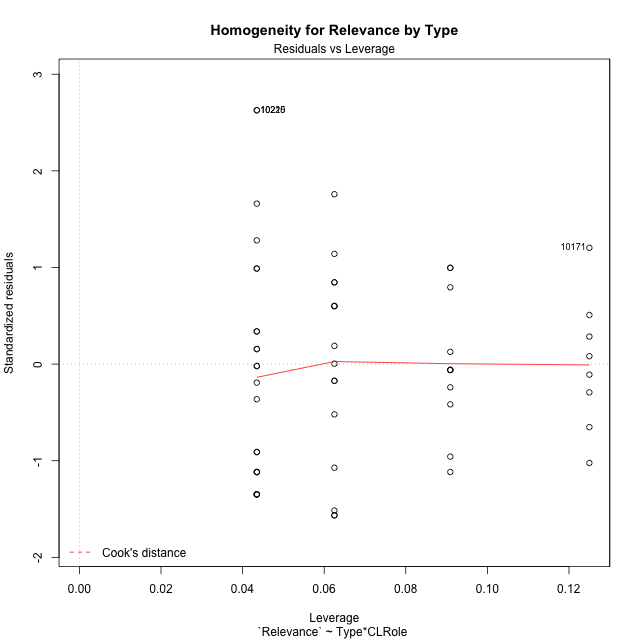 Homogeneity for Relevance by Type
Residuals vs Leverage
3
2
1
0
-1
-2
Standardized residuals
10171
Cook's distance
0.00 0.02 0.04 0.06 0.08 0.10 0.12
Leverage
`Relevance` ~ Type*CLRole